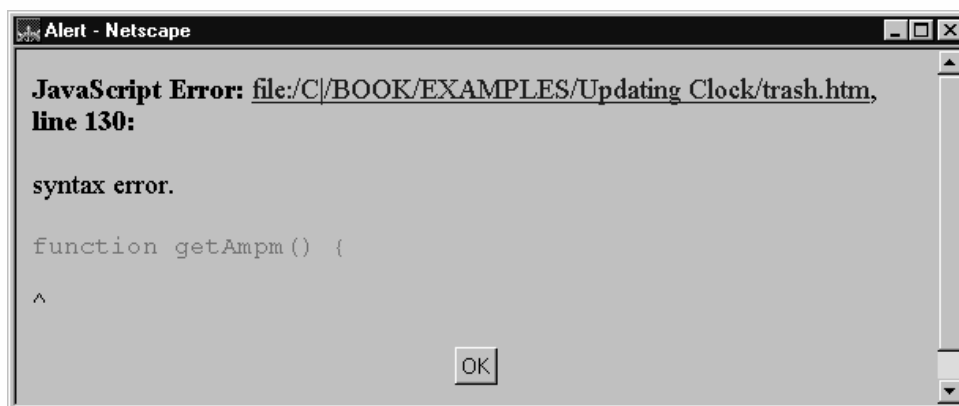 Alert - Netscape
JavaScript Error: file:/C|/BOOK/EXAMPLES/Updating Clock/trash.htm,
line 130:
syntax error.
function getAmpm() {
^
OK